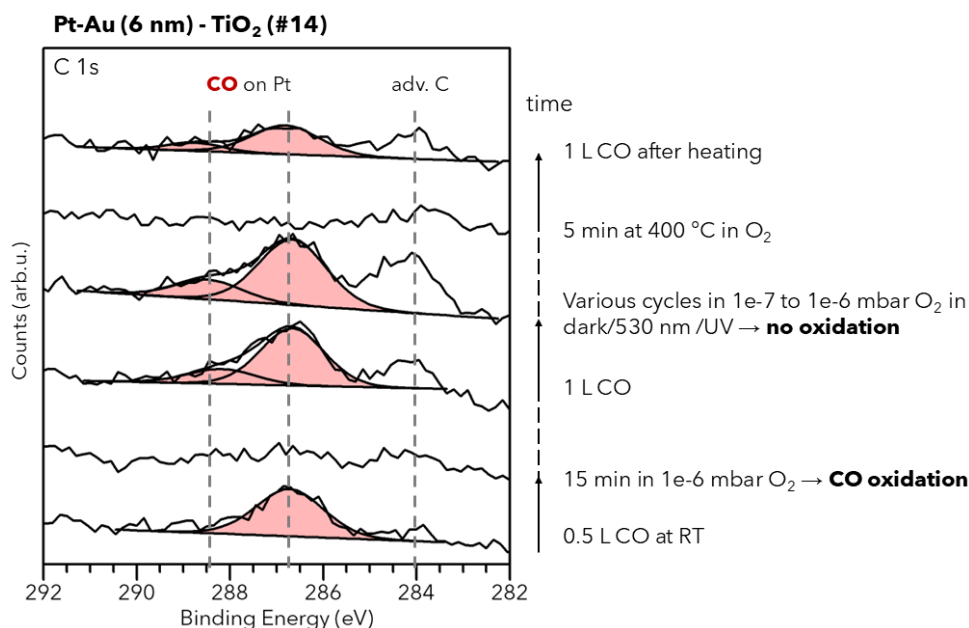 Pt-Au (6 nm) - TiO₂ (#14)
C 1s
CO on Pt
adv. C
time
1 L CO after heating
5 min at 400 °C in O₂
Various cycles in 1e-7 to 1e-6 mbar O₂ in
dark/530 nm /UV → no oxidation
1 L CO
15 min in 1e-6 mbar O₂ → CO oxidation
0.5 L CO at RT
Counts (arb.u.)
292 290 288 286 284 282
Binding Energy (eV)